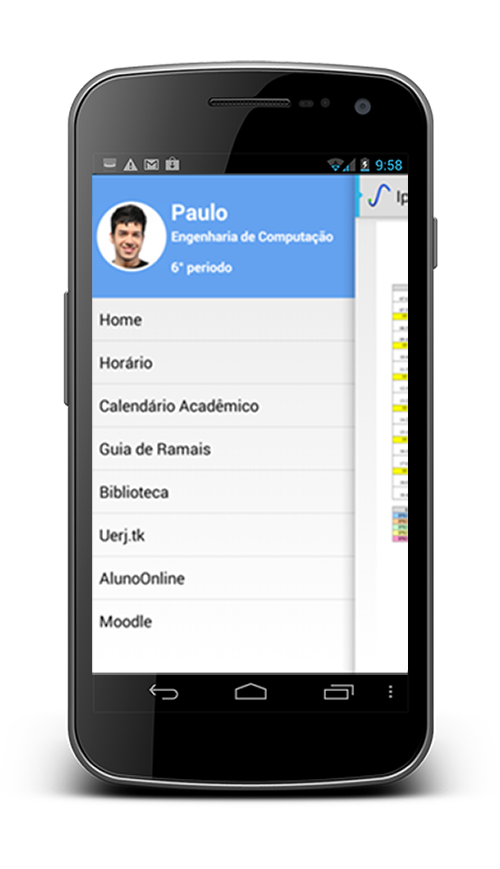 9:58
Paulo
Engenharia de Computação
6° periodo
Ip
Home
Horário
Calendário Acadêmico
Guia de Ramais
Biblioteca
Uerj.tk
AlunoOnline
Moodle